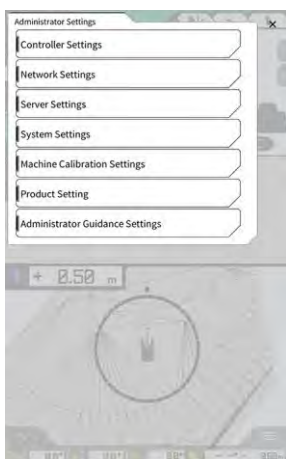 Administrator Settings
×
Controller Settings
Network Settings
Server Settings
System Settings
Machine Calibration Settings
Product Setting
Administrator Guidance Settings
+ 0.50 m